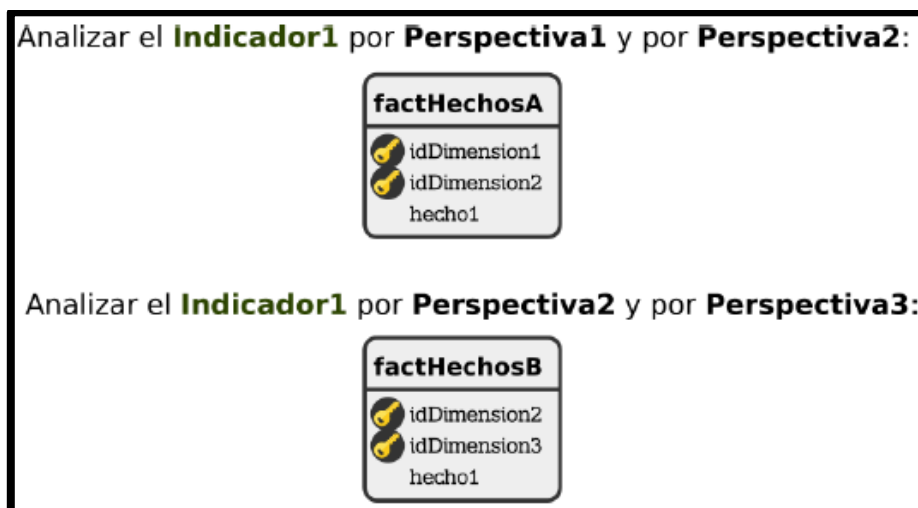 Analizar el Indicador1 por Perspectiva1 y por Perspectiva2:
factHechosA
idDimension1
idDimension2
hecho1
Analizar el Indicador1 por Perspectiva2 y por Perspectiva3:
factHechosB
idDimension2
idDimension3
hecho1